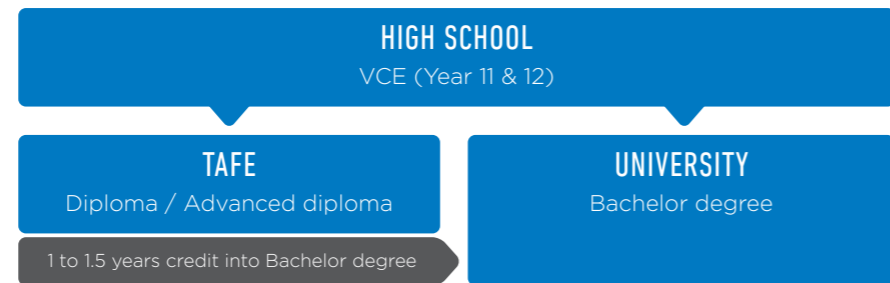 HIGH SCHOOL
VCE (Year 11 & 12)
TAFE
Diploma / Advanced diploma
1 to 1.5 years credit into Bachelor degree
UNIVERSITY
Bachelor degree